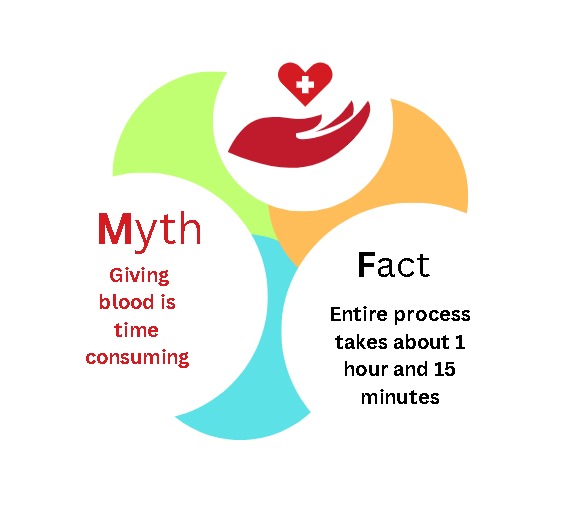 Myth
Giving
blood is
time
consuming
Fact
Entire process
takes about 1
hour and 15
minutes